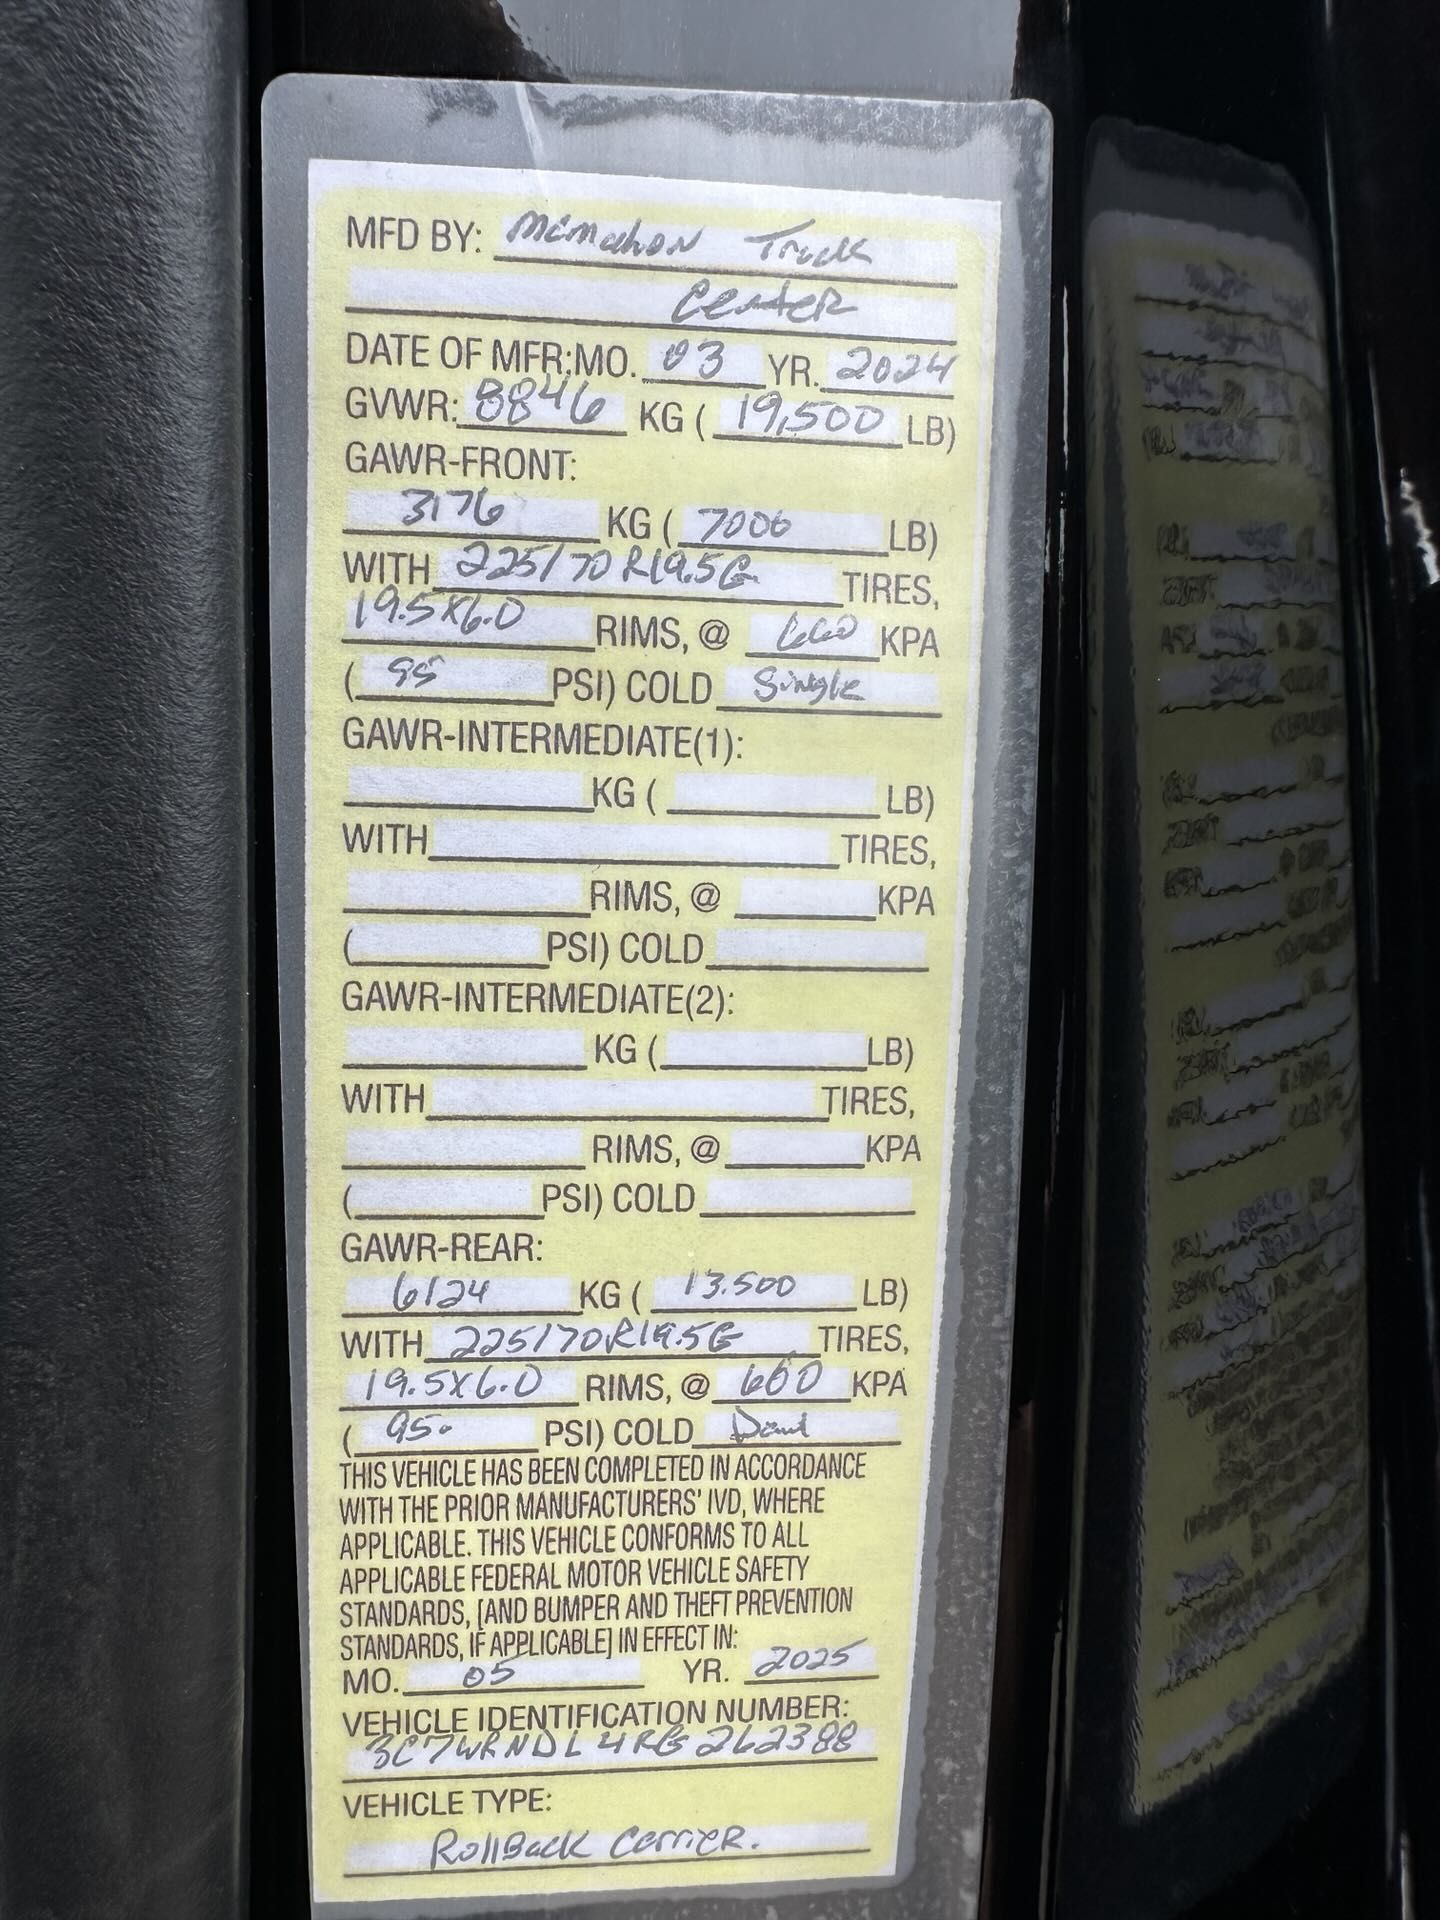 MFD BY: McMahon Truck
Center
DATE OF MFR:MO. 03 YR. 2024
GVWR: 8846 KG ( 19,500 LB)
GAWR-FRONT:
3176 KG ( 7000 LB)
WITH 225/70R19.5G TIRES,
19.5X6.0 RIMS, @ 660 KPA
( 95 PSI) COLD Single
GAWR-INTERMEDIATE(1):
KG ( LB)
WITH TIRES,
RIMS, @ KPA
( PSI) COLD
GAWR-INTERMEDIATE(2):
KG ( LB)
WITH TIRES,
RIMS, @ KPA
( PSI) COLD
GAWR-REAR:
6124 KG ( 13.500 LB)
WITH 225/70R19.5G TIRES,
19.5X6.0 RIMS, @ 660 KPA
( 95. PSI) COLD
THIS VEHICLE HAS BEEN COMPLETED IN ACCORDANCE
WITH THE PRIOR MANUFACTURERS' IVD, WHERE
APPLICABLE. THIS VEHICLE CONFORMS TO ALL
APPLICABLE FEDERAL MOTOR VEHICLE SAFETY
STANDARDS, [AND BUMPER AND THEFT PREVENTION
STANDARDS, IF APPLICABLE] IN EFFECT IN:
MO. 05 YR. 2025
VEHICLE IDENTIFICATION NUMBER:
3C7WRNDL4RG262388
VEHICLE TYPE:
RollBack Carrier.